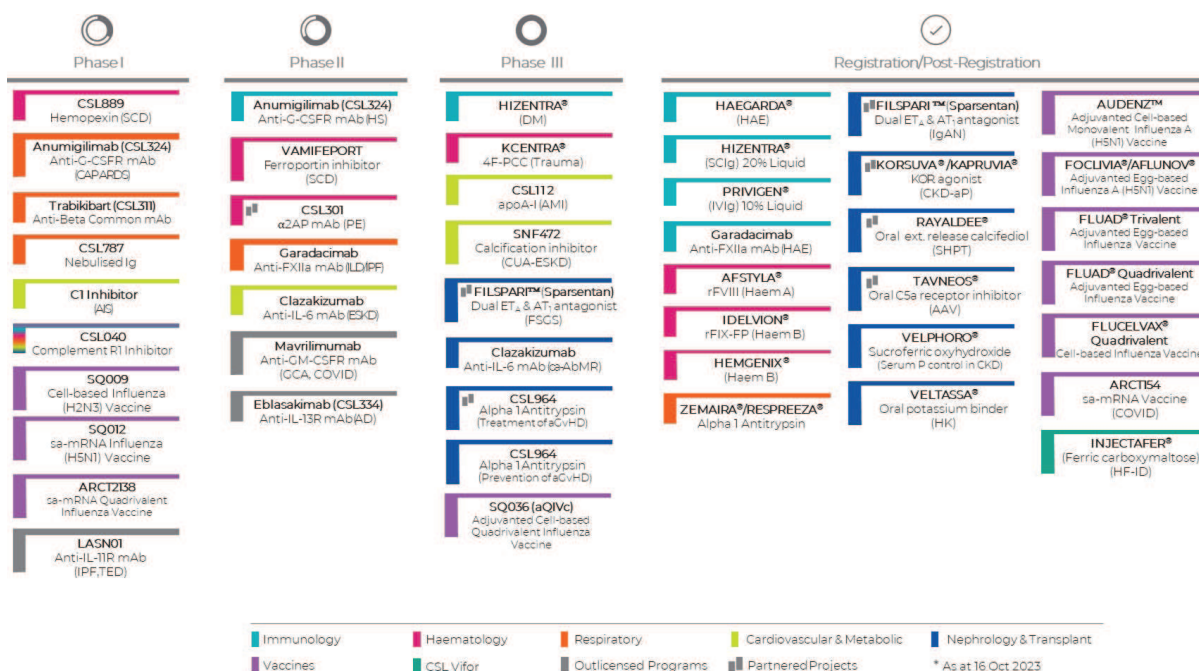 Phase I
CSL889
Hemopexin (SCD)
Anumigilimab (CSL324)
Anti-G-CSFR mAb
(CAPARDS)
Trabikibart (CSL311)
Anti-Beta Common mAb
CSL787
Nebulised Ig
C1 Inhibitor
(AIS)
CSL040
Complement R1 Inhibitor
SQ009
Cell-based Influenza
(H2N3) Vaccine
SQ012
sa-mRNA Influenza
(H5N1) Vaccine
ARCT2138
sa-mRNA Quadrivalent
Influenza Vaccine
LASN01
Anti-IL-11R mAb
(IPF,TED)
Phase II
Anumigilimab (CSL324)
Anti-G-CSFR mAb (HS)
VAMIFEPORT
Ferroportin inhibitor
(SCD)
CSL301
α2AP mAb (PE)
Garadacimab
Anti-FXIIa mAb (ILD/IPF)
Clazakizumab
Anti-IL-6 mAb (ESKD)
Mavrilimumab
Anti-GM-CSFR mAb
(GCA, COVID)
Eblasakimab (CSL334)
Anti-IL-13R mAb(AD)
Phase III
HIZENTRA®
(DM)
KCENTRA®
4F-PCC (Trauma)
CSL112
apoA-I (AMI)
SNF472
Calcification inhibitor
(CUA-ESKD)
FILSPARI™ (Sparsentan)
Dual ETA & AT1 antagonist
(FSGS)
Clazakizumab
Anti-IL-6 mAb (ca-AbMR)
CSL964
Alpha 1 Antitrypsin
(Treatment of aGvHD)
CSL964
Alpha 1 Antitrypsin
(Prevention of aGvHD)
SQ036 (aQIVc)
Adjuvanted Cell-based
Quadrivalent Influenza
Vaccine
Registration/Post-Registration
HAEGARDA®
(HAE)
HIZENTRA®
(SCIg) 20% Liquid
PRIVIGEN®
(IVIg) 10% Liquid
Garadacimab
Anti-FXIIa mAb (HAE)
AFSTYLA®
rFVIII (Haem A)
IDELVION®
rFIX-FP (Haem B)
HEMGENIX®
(Haem B)
ZEMAIRA®/RESPREEZA®
Alpha 1 Antitrypsin
FILSPARI™ (Sparsentan)
Dual ETA & AT1 antagonist
(IgAN)
KORSUVA®/KAPRUVIA®
KOR agonist
(CKD-aP)
RAYALDEE®
Oral ext. release calcifediol
(SHPT)
TAVNEOS®
Oral C5a receptor inhibitor
(AAV)
VELPHORO®
Sucroferric oxyhydroxide
(Serum P control in CKD)
VELTASSA®
Oral potassium binder
(HK)
AUDENZ™
Adjuvanted Cell-based
Monovalent Influenza A
(H5N1) Vaccine
FOCLIVIA®/AFLUNOV®
Adjuvanted Egg-based
Influenza A (H5N1) Vaccine
FLUAD® Trivalent
Adjuvanted Egg-based
Influenza Vaccine
FLUAD® Quadrivalent
Adjuvanted Egg-based
Influenza Vaccine
FLUCELVAX®
Quadrivalent
Cell-based Influenza Vaccine
ARCT154
sa-mRNA Vaccine
(COVID)
INJECTAFER®
(Ferric carboxymaltose)
(HF-ID)
Immunology Haematology Respiratory Cardiovascular & Metabolic Nephrology & Transplant
Vaccines CSL Vifor Outlicensed Programs Partnered Projects * As at 16 Oct 2023